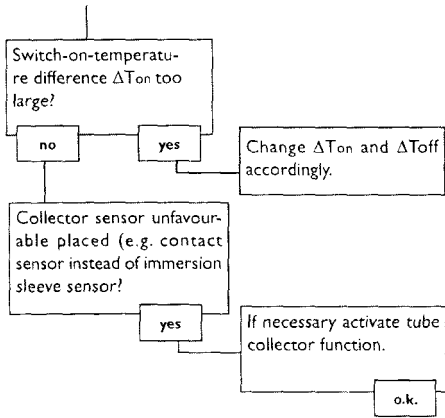 Switch-on-temperatu-
re difference ΔTon too
large?
no
yes
Change ΔTon and ΔToff
accordingly.
Collector sensor unfavour-
able placed (e.g. contact
sensor instead of immersion
sleeve sensor?
yes
If necessary activate tube
collector function.
o.k.